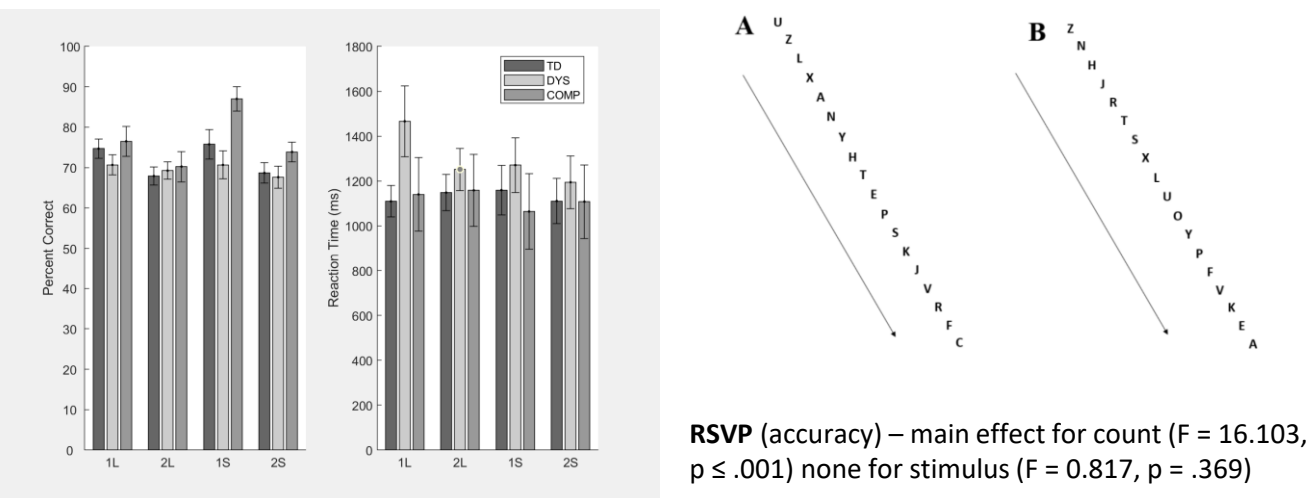 100
90
80
70
60
50
40
30
20
10
0
Percent Correct
1L 2L 1S 2S
1800
1600
1400
1200
1000
800
600
400
200
0
Reaction Time (ms)
TD
DYS
COMP
1L 2L 1S 2S
A
U
Z
L
X
A
N
Y
H
T
E
P
S
K
J
V
R
F
C
B
Z
N
H
J
R
T
S
X
L
U
O
Y
P
F
V
K
E
A
RSVP (accuracy) – main effect for count (F = 16.103,
p ≤ .001) none for stimulus (F = 0.817, p = .369)